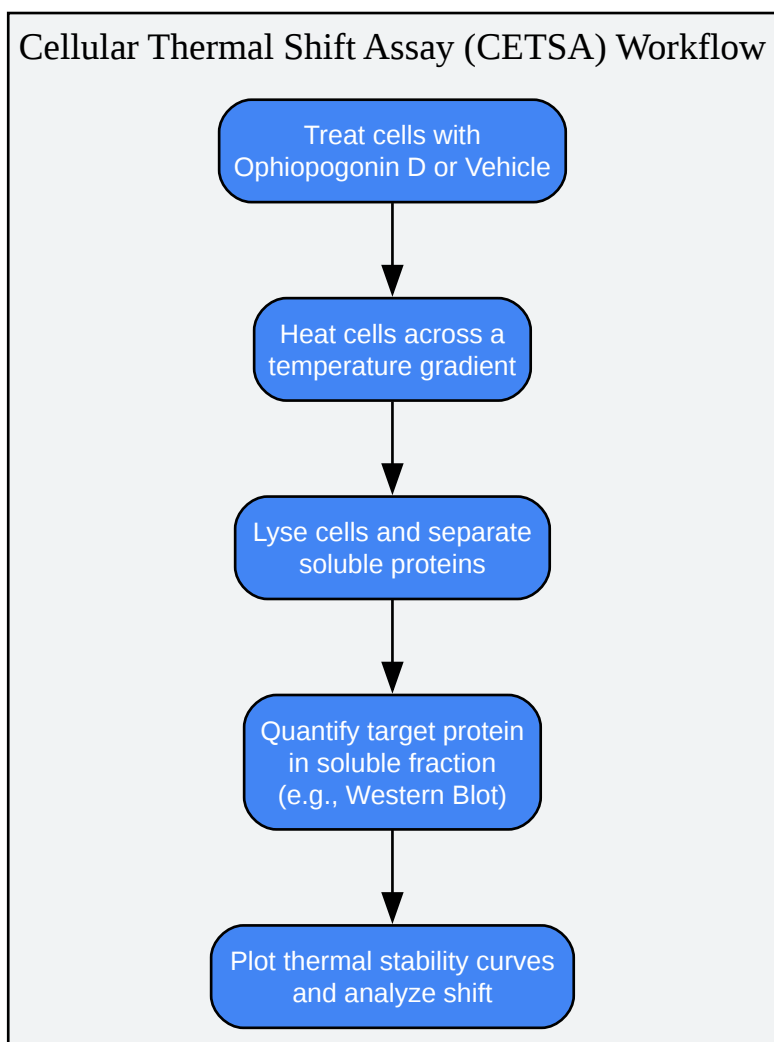 Cellular Thermal Shift Assay (CETSA) Workflow
Treat cells with
Ophiopogonin D or Vehicle
Heat cells across a
temperature gradient
Lyse cells and separate
soluble proteins
Quantify target protein
in soluble fraction
(e.g., Western Blot)
Plot thermal stability curves
and analyze shift